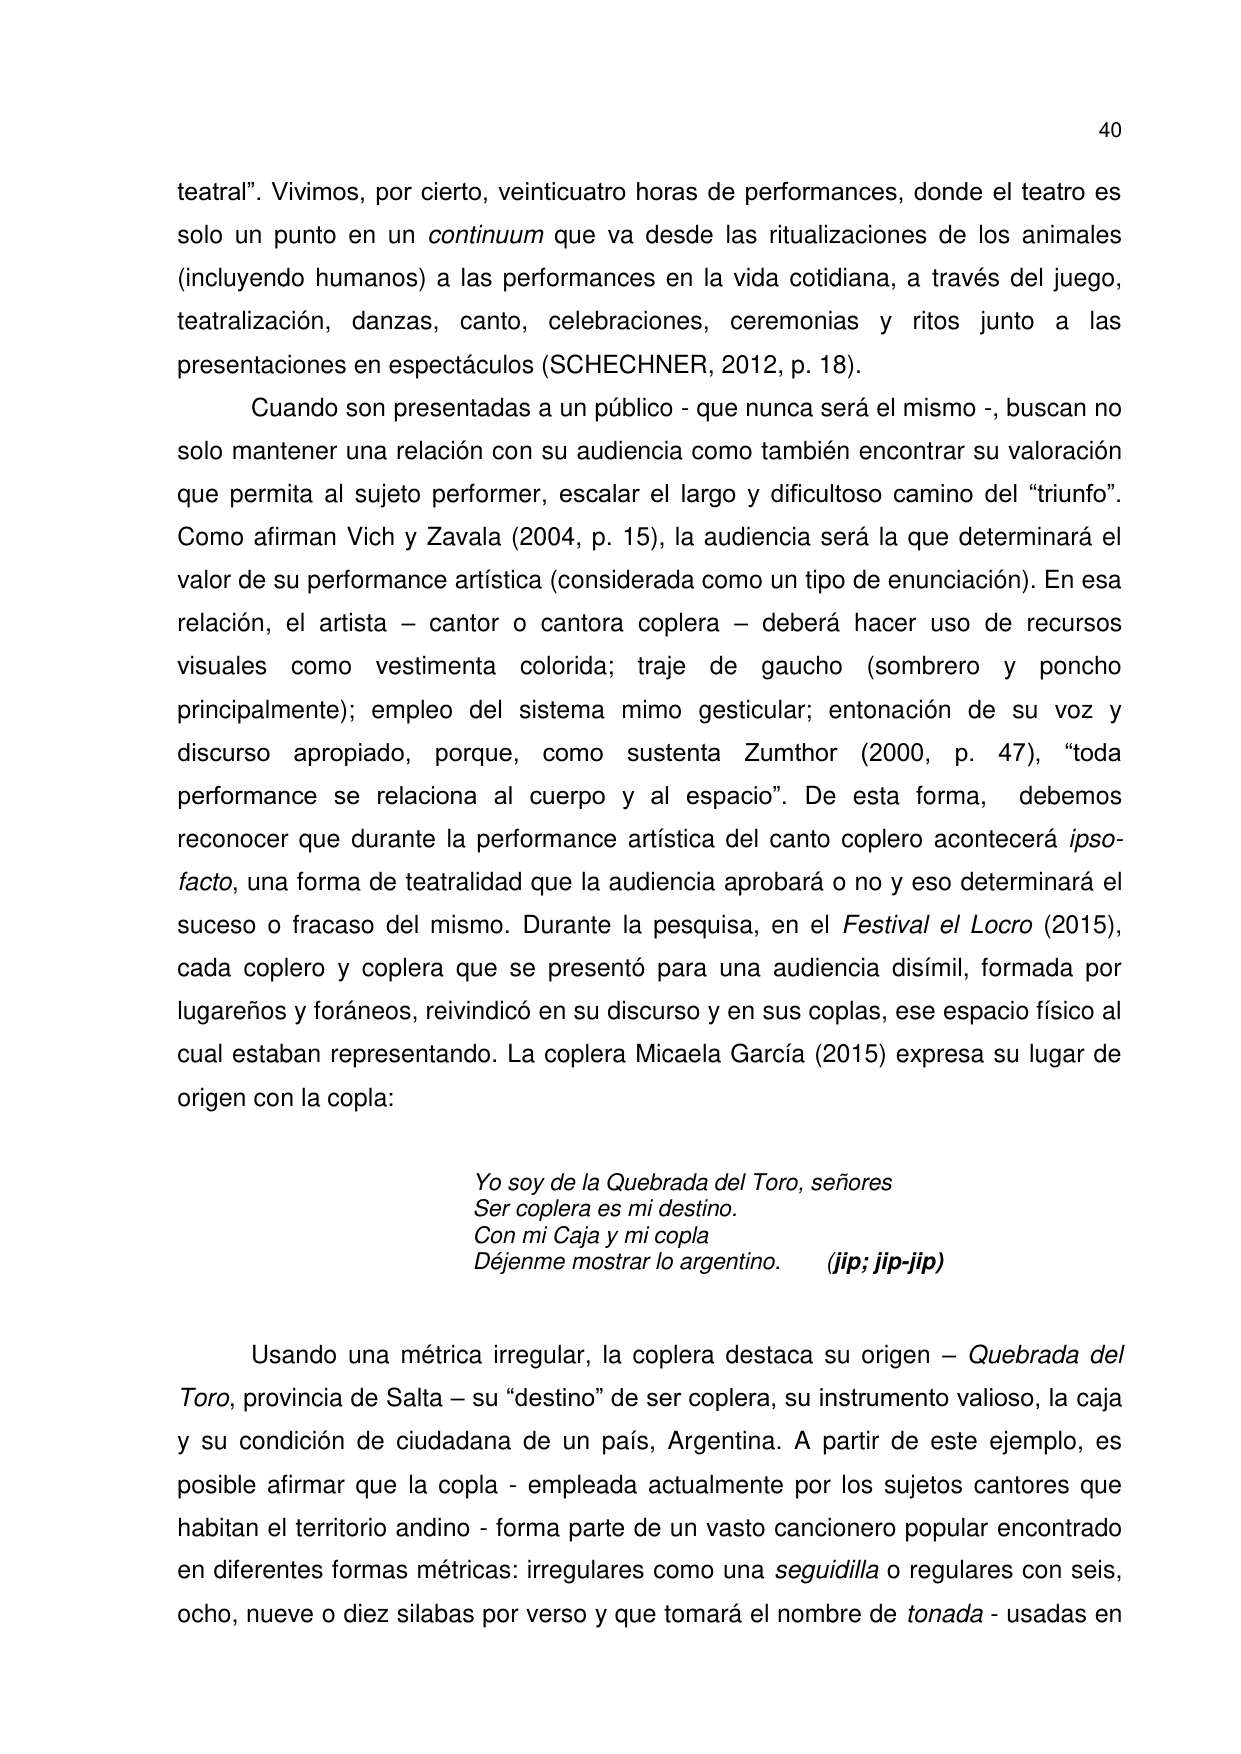 40
teatral”. Vivimos, por cierto, veinticuatro horas de performances, donde el teatro es
solo un punto en un continuum que va desde las ritualizaciones de los animales
(incluyendo humanos) a las performances en la vida cotidiana, a través del juego,
teatralización, danzas, canto, celebraciones, ceremonias y ritos junto a las
presentaciones en espectáculos (SCHECHNER, 2012, p. 18).
Cuando son presentadas a un público - que nunca será el mismo -, buscan no
solo mantener una relación con su audiencia como también encontrar su valoración
que permita al sujeto performer, escalar el largo y dificultoso camino del “triunfo”.
Como afirman Vich y Zavala (2004, p. 15), la audiencia será la que determinará el
valor de su performance artística (considerada como un tipo de enunciación). En esa
relación, el artista – cantor o cantora coplera – deberá hacer uso de recursos
visuales como vestimenta colorida; traje de gaucho (sombrero y poncho
principalmente); empleo del sistema mimo gesticular; entonación de su voz y
discurso apropiado, porque, como sustenta Zumthor (2000, p. 47), “toda
performance se relaciona al cuerpo y al espacio”. De esta forma,  debemos
reconocer que durante la performance artística del canto coplero acontecerá ipso-
facto, una forma de teatralidad que la audiencia aprobará o no y eso determinará el
suceso o fracaso del mismo. Durante la pesquisa, en el Festival el Locro (2015),
cada coplero y coplera que se presentó para una audiencia disímil, formada por
lugareños y foráneos, reivindicó en su discurso y en sus coplas, ese espacio físico al
cual estaban representando. La coplera Micaela García (2015) expresa su lugar de
origen con la copla:
Yo soy de la Quebrada del Toro, señores
Ser coplera es mi destino.
Con mi Caja y mi copla
Déjenme mostrar lo argentino. (jip; jip-jip)
Usando una métrica irregular, la coplera destaca su origen – Quebrada del
Toro, provincia de Salta – su “destino” de ser coplera, su instrumento valioso, la caja
y su condición de ciudadana de un país, Argentina. A partir de este ejemplo, es
posible afirmar que la copla - empleada actualmente por los sujetos cantores que
habitan el territorio andino - forma parte de un vasto cancionero popular encontrado
en diferentes formas métricas: irregulares como una seguidilla o regulares con seis,
ocho, nueve o diez silabas por verso y que tomará el nombre de tonada - usadas en